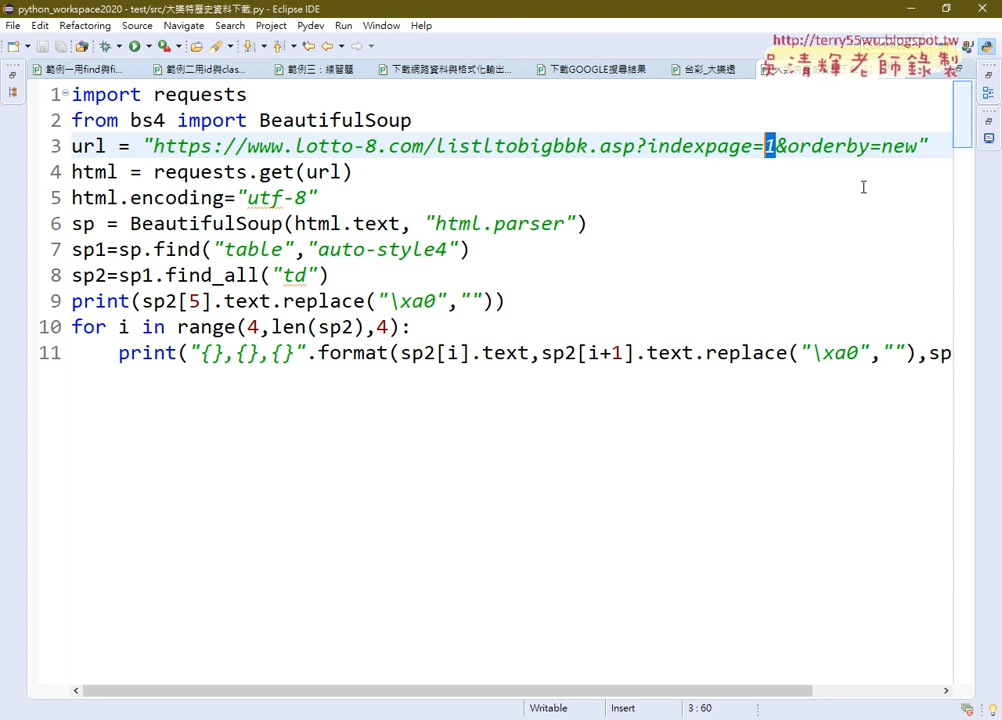 python_workspace2020 - test/src/大樂特歷史資料下載.py - Eclipse IDE
File Edit Refactoring Source Navigate Search Project Pydev Run Window Help
http://terry55wu.blogspot.tw
吳清輝老師錄製
範例一用find與fi... 範例二用id與clas... 範例三：練習題 下載網路資料與格式化輸出... 下載GOOGLE搜尋結果 台彩_大樂透
1 import requests
2 from bs4 import BeautifulSoup
3 url = "https://www.lotto-8.com/listltobigbbk.asp?indexpage=1&orderby=new"
4 html = requests.get(url)
5 html.encoding="utf-8"
6 sp = BeautifulSoup(html.text, "html.parser")
7 sp1=sp.find("table","auto-style4")
8 sp2=sp1.find_all("td")
9 print(sp2[5].text.replace("\xa0",""))
10 for i in range(4,len(sp2),4):
11 print("{},{},{}".format(sp2[i].text,sp2[i+1].text.replace("\xa0",""),sp
Writable Insert 3 : 60